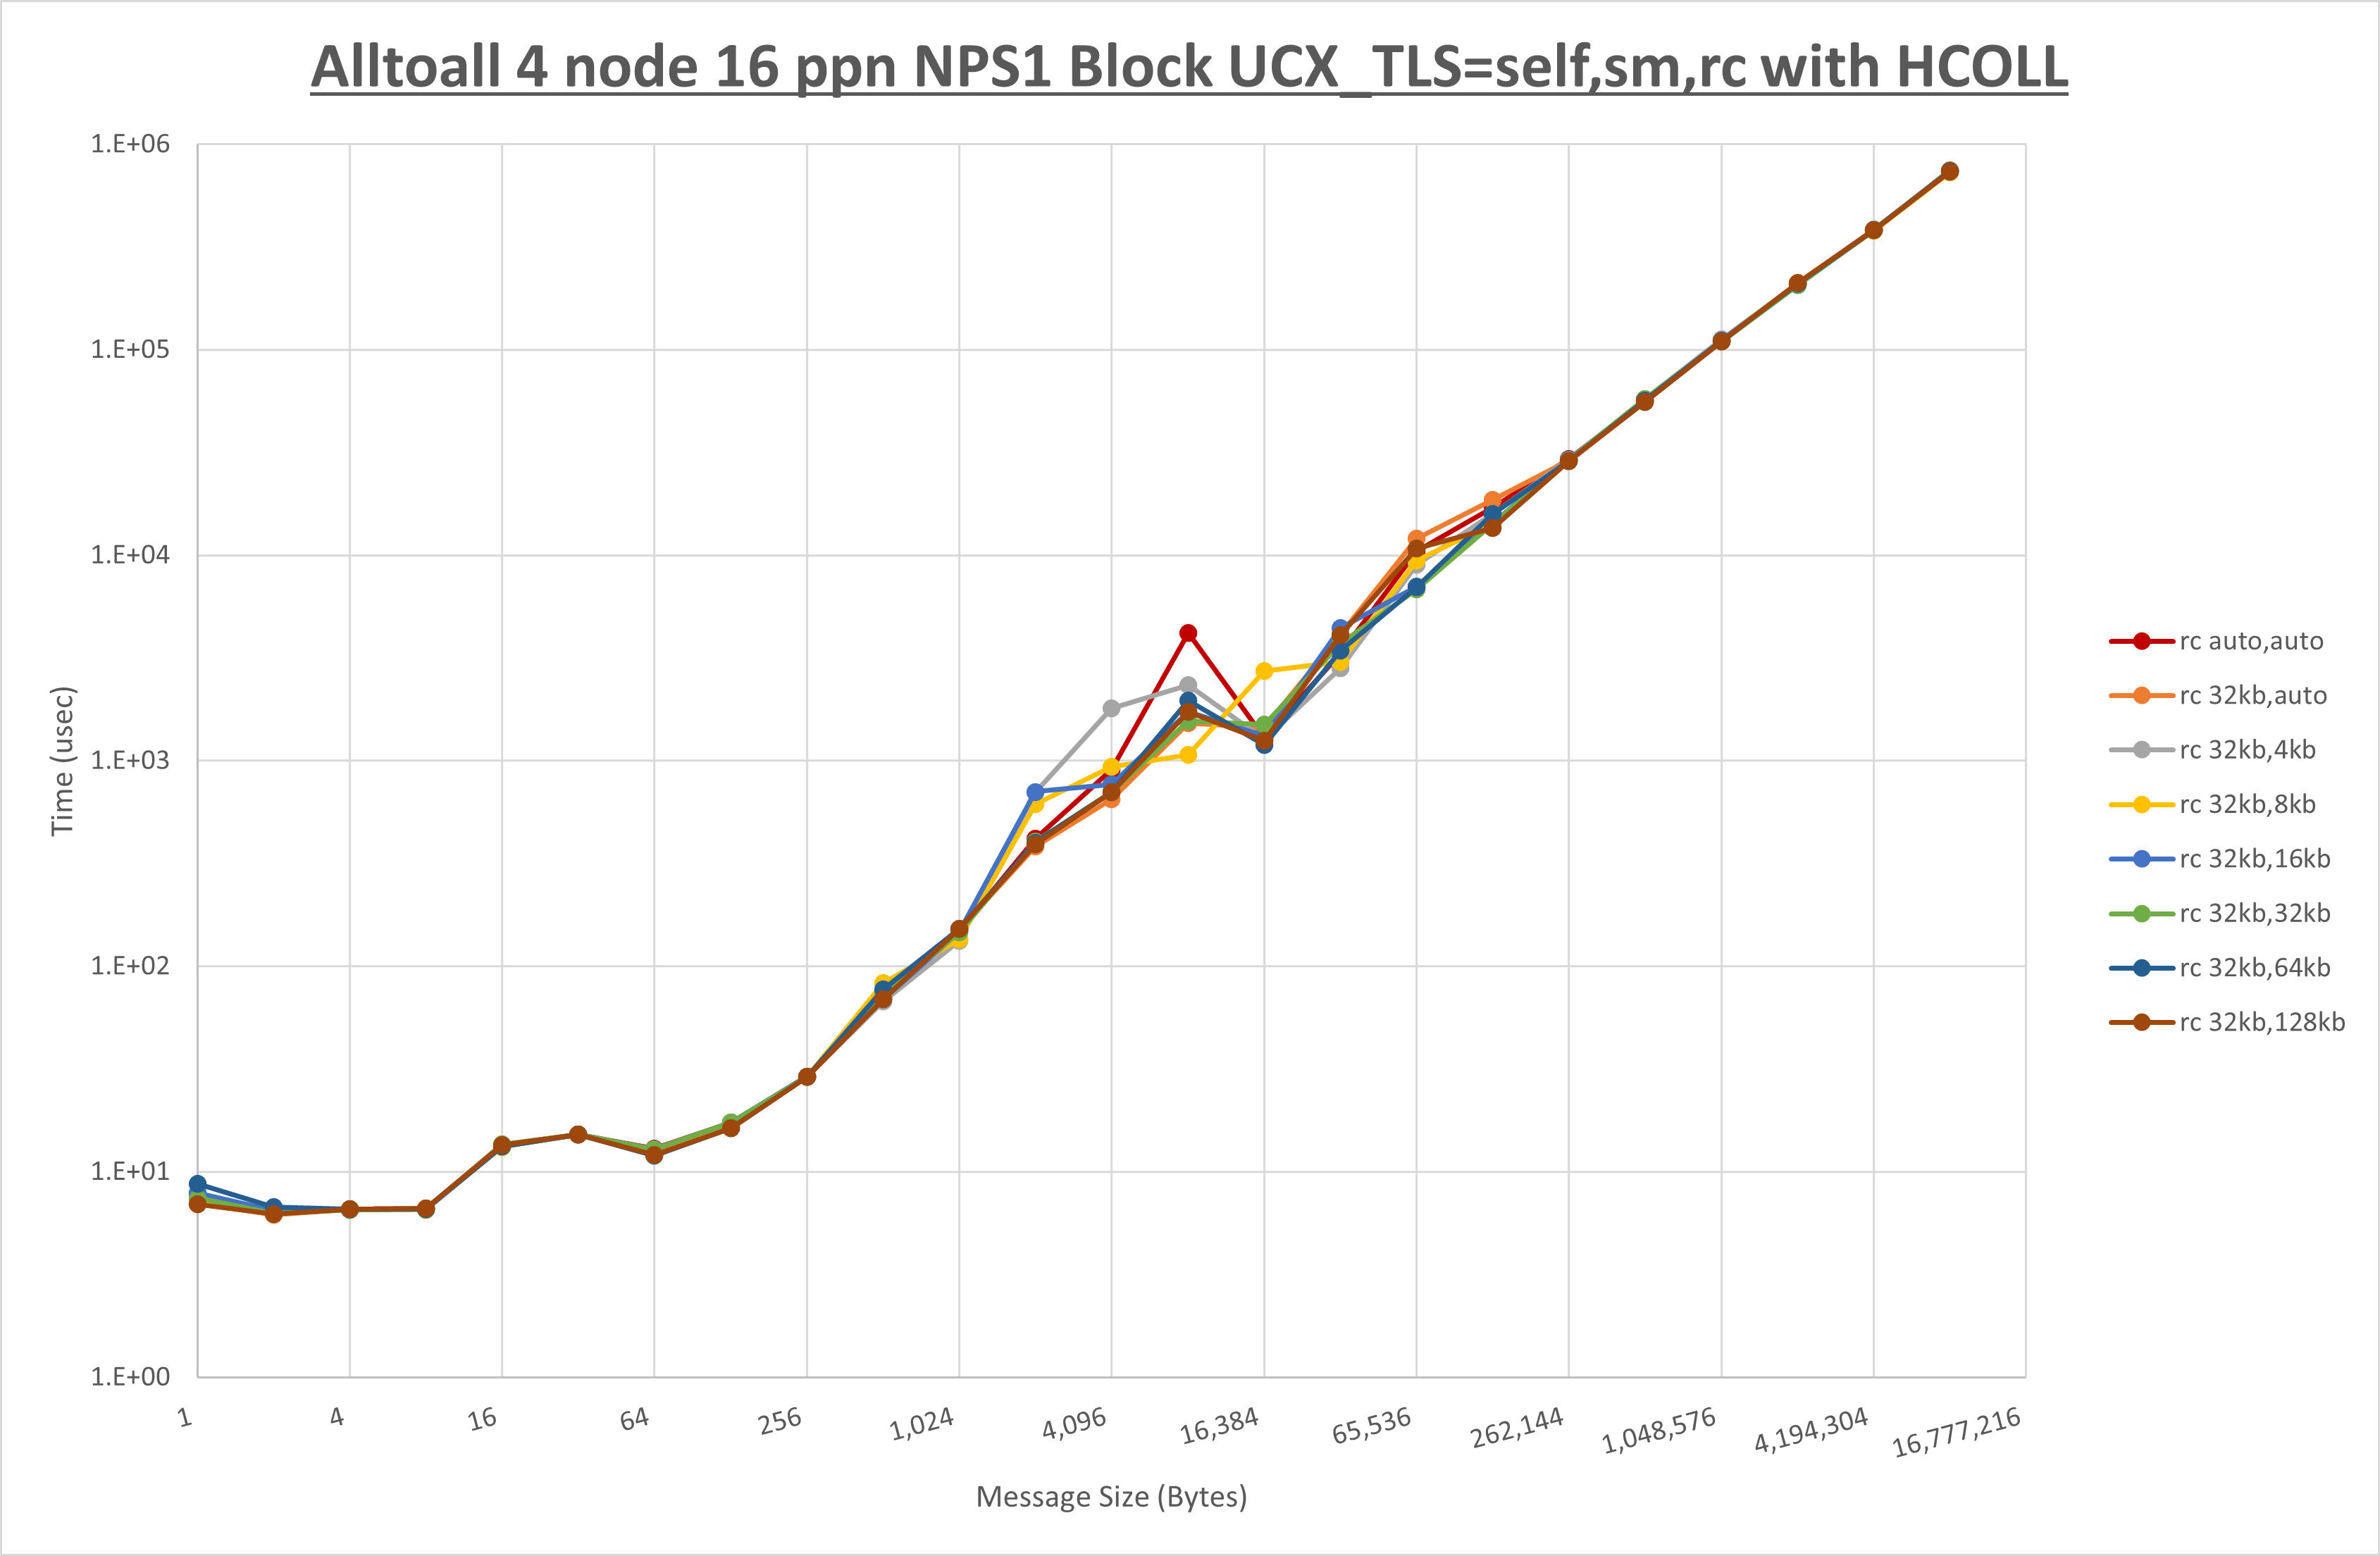 Alltoall 4 node 16 ppn NPS1 Block UCX_TLS=self,sm,rc with HCOLL
1.E+06
1.E+05
1.E+04
1.E+03
1.E+02
1.E+01
1.E+00
Time (usec)
1
4
16
64
256
1,024
4,096
16,384
65,536
262,144
1,048,576
4,194,304
16,777,216
Message Size (Bytes)
rc auto,auto
rc 32kb,auto
rc 32kb,4kb
rc 32kb,8kb
rc 32kb,16kb
rc 32kb,32kb
rc 32kb,64kb
rc 32kb,128kb